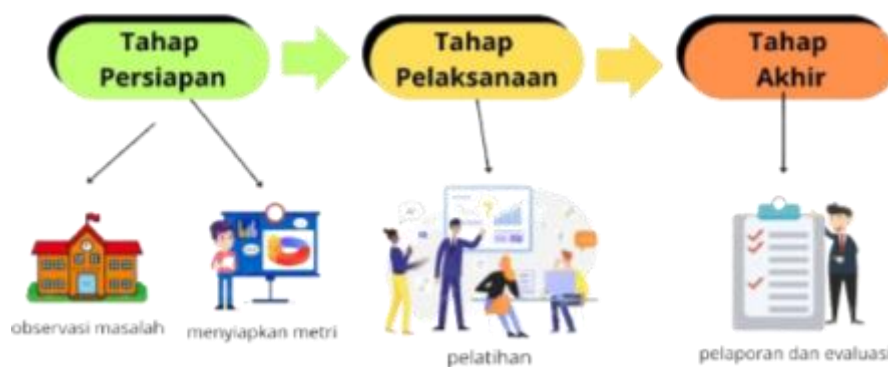 Tahap
Persiapan
Tahap
Pelaksanaan
Tahap
Akhir
observasi masalah
menyiapkan metri
pelatihan
pelaporan dan evaluasi